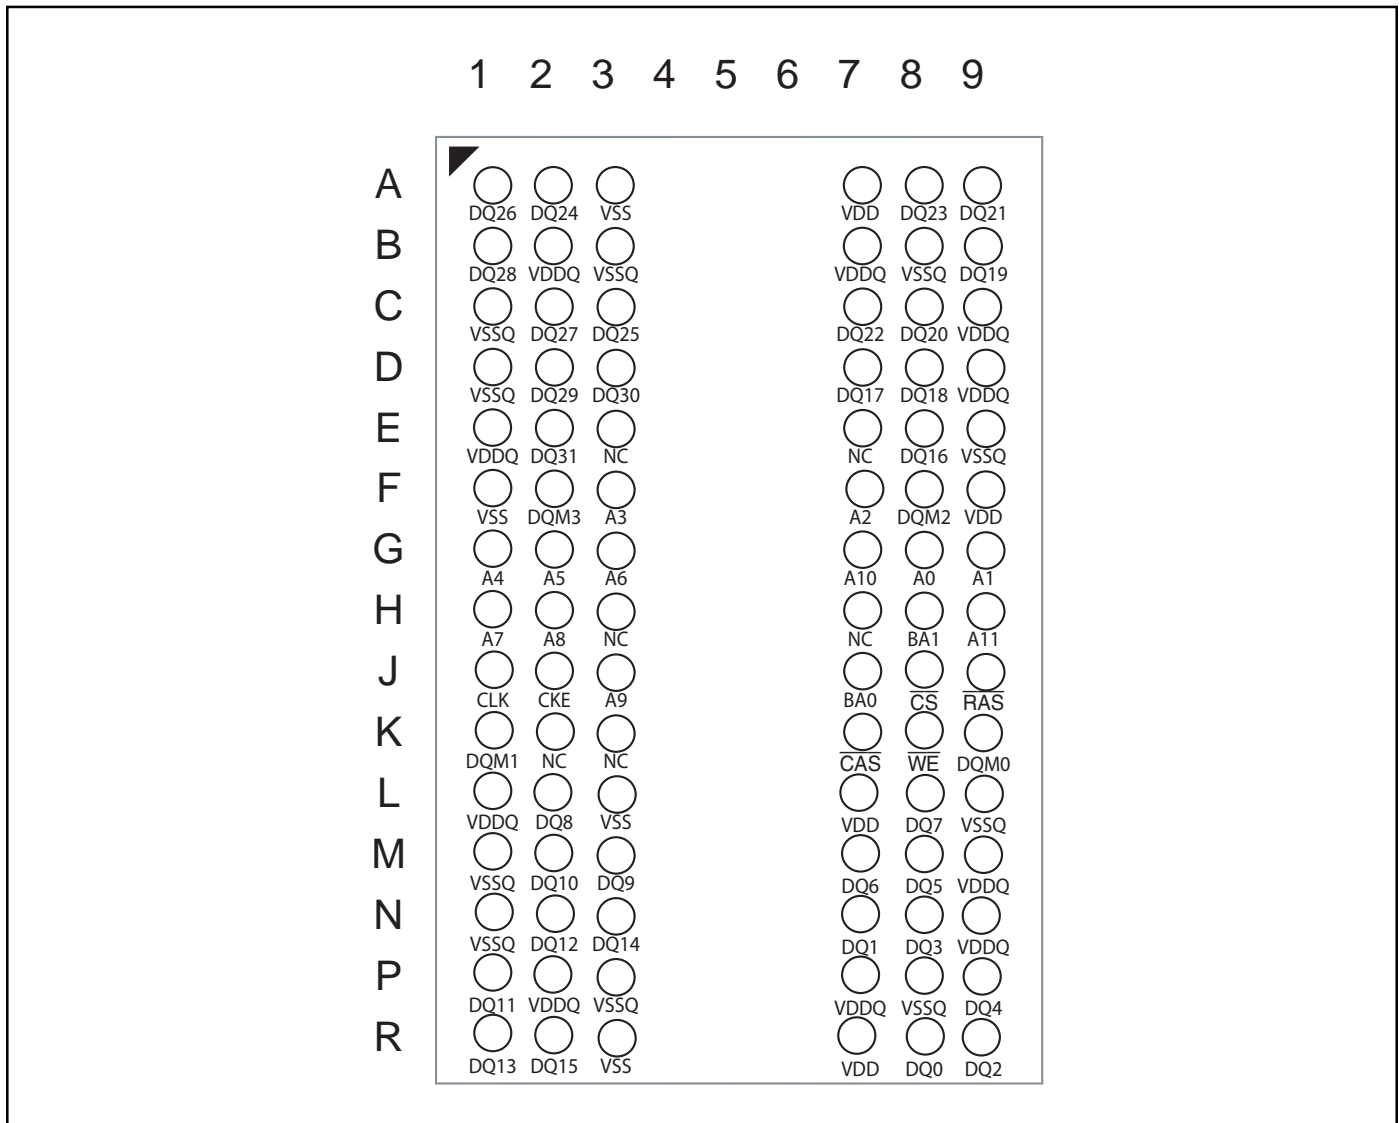 1 2 3 4 5 6 7 8 9
A
DQ26 DQ24 VSS VDD DQ23 DQ21
B
DQ28 VDDQ VSSQ VDDQ VSSQ DQ19
C
VSSQ DQ27 DQ25 DQ22 DQ20 VDDQ
D
VSSQ DQ29 DQ30 DQ17 DQ18 VDDQ
E
VDDQ DQ31 NC NC DQ16 VSSQ
F
VSS DQM3 A3 A2 DQM2 VDD
G
A4 A5 A6 A10 A0 A1
H
A7 A8 NC NC BA1 A11
J
CLK CKE A9 BA0 C̅S̅ R̅A̅S̅
K
DQM1 NC NC C̅A̅S̅ W̅E̅ DQM0
L
VDDQ DQ8 VSS VDD DQ7 VSSQ
M
VSSQ DQ10 DQ9 DQ6 DQ5 VDDQ
N
VSSQ DQ12 DQ14 DQ1 DQ3 VDDQ
P
DQ11 VDDQ VSSQ VDDQ VSSQ DQ4
R
DQ13 DQ15 VSS VDD DQ0 DQ2